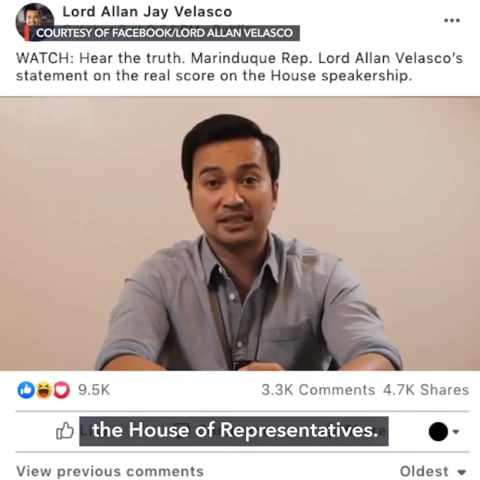 Lord Allan Jay Velasco
COURTESY OF FACEBOOK/LORD ALLAN VELASCO
WATCH: Hear the truth. Marinduque Rep. Lord Allan Velasco's
statement on the real score on the House speakership.
9.5K
3.3K Comments 4.7K Shares
the House of Representatives.
View previous comments
Oldest